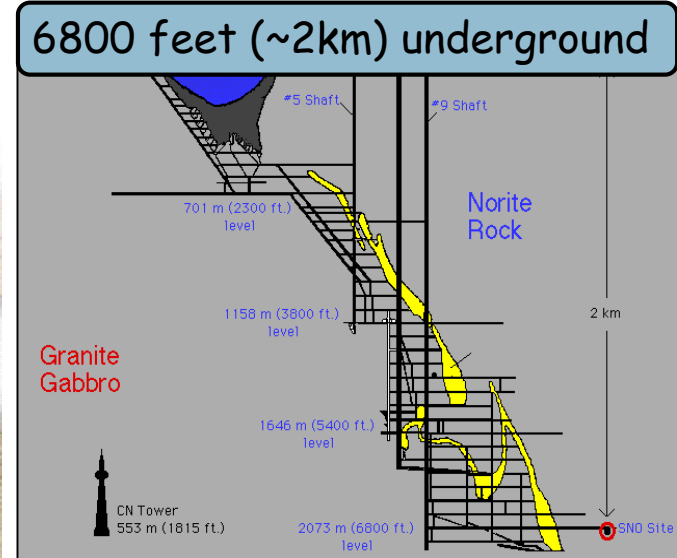 6800 feet (~2km) underground
#5 Shaft
#9 Shaft
701 m (2300 ft.)
level
Norite
Rock
1158 m (3800 ft.)
level
2 km
Granite
Gabbro
1646 m (5400 ft.)
level
CN Tower
553 m (1815 ft.)
2073 m (6800 ft.)
level
SNO Site